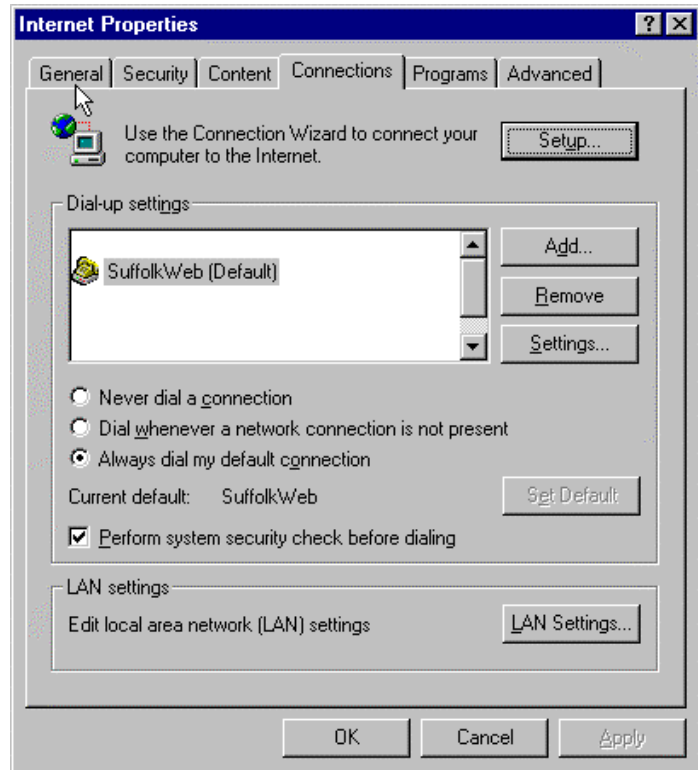 Internet Properties
General Security Content Connections Programs Advanced
Use the Connection Wizard to connect your
computer to the Internet.
Setup...
Dial-up settings
SuffolkWeb (Default)
Add...
Remove
Settings...
Never dial a connection
Dial whenever a network connection is not present
Always dial my default connection
Current default: SuffolkWeb
Set Default
Perform system security check before dialing
LAN settings
Edit local area network (LAN) settings
LAN Settings...
OK Cancel Apply